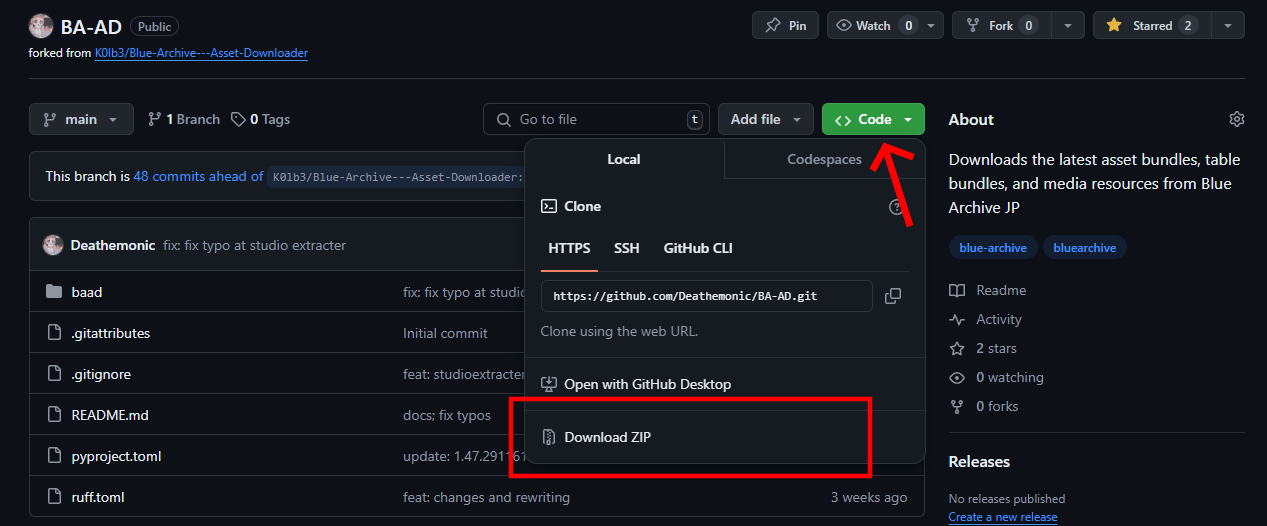 BA-AD Public
Pin
Watch 0
Fork 0
Starred 2
forked from K0lb3/Blue-Archive---Asset-Downloader
main
1 Branch
0 Tags
Go to file t
Add file
Code
Local
Codespaces
Clone
HTTPS
SSH
GitHub CLI
https://github.com/Deathemonic/BA-AD.git
Clone using the web URL.
Open with GitHub Desktop
Download ZIP
This branch is 48 commits ahead of K0lb3/Blue-Archive---Asset-Downloader:
Deathemonic fix: fix typo at studio extracter
baad fix: fix typo at studio
.gitattributes Initial commit
.gitignore feat: studioextracter
README.md docs; fix typos
pyproject.toml update: 1.47.291161
ruff.toml feat: changes and rewriting 3 weeks ago
About
Downloads the latest asset bundles, table
bundles, and media resources from Blue
Archive JP
blue-archive bluearchive
Readme
Activity
2 stars
0 watching
0 forks
Releases
No releases published
Create a new release